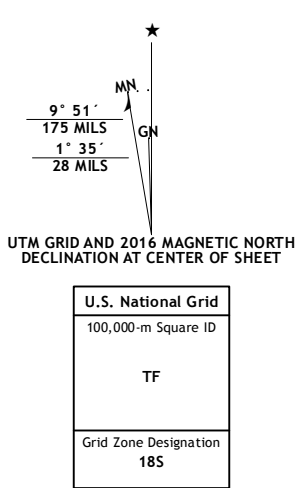 ★
MN
9° 51´
175 MILS
GN
1° 35´
28 MILS
UTM GRID AND 2016 MAGNETIC NORTH
DECLINATION AT CENTER OF SHEET
U.S. National Grid
100,000-m Square ID
TF
Grid Zone Designation
18S